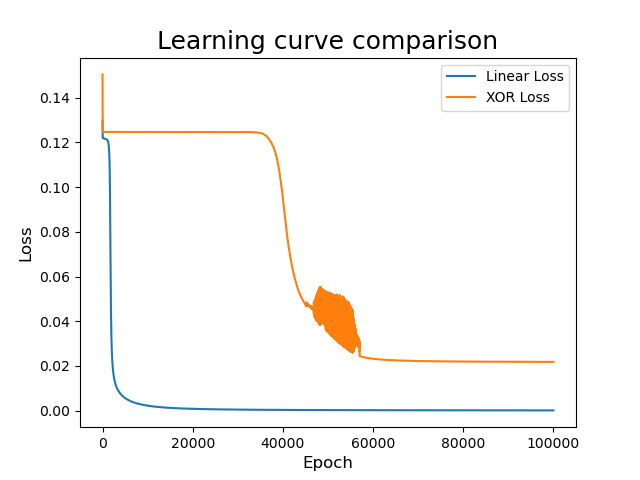 Learning curve comparison
Linear Loss
XOR Loss
0.14
0.12
0.10
0.08
0.06
0.04
0.02
0.00
Loss
0 20000 40000 60000 80000 100000
Epoch